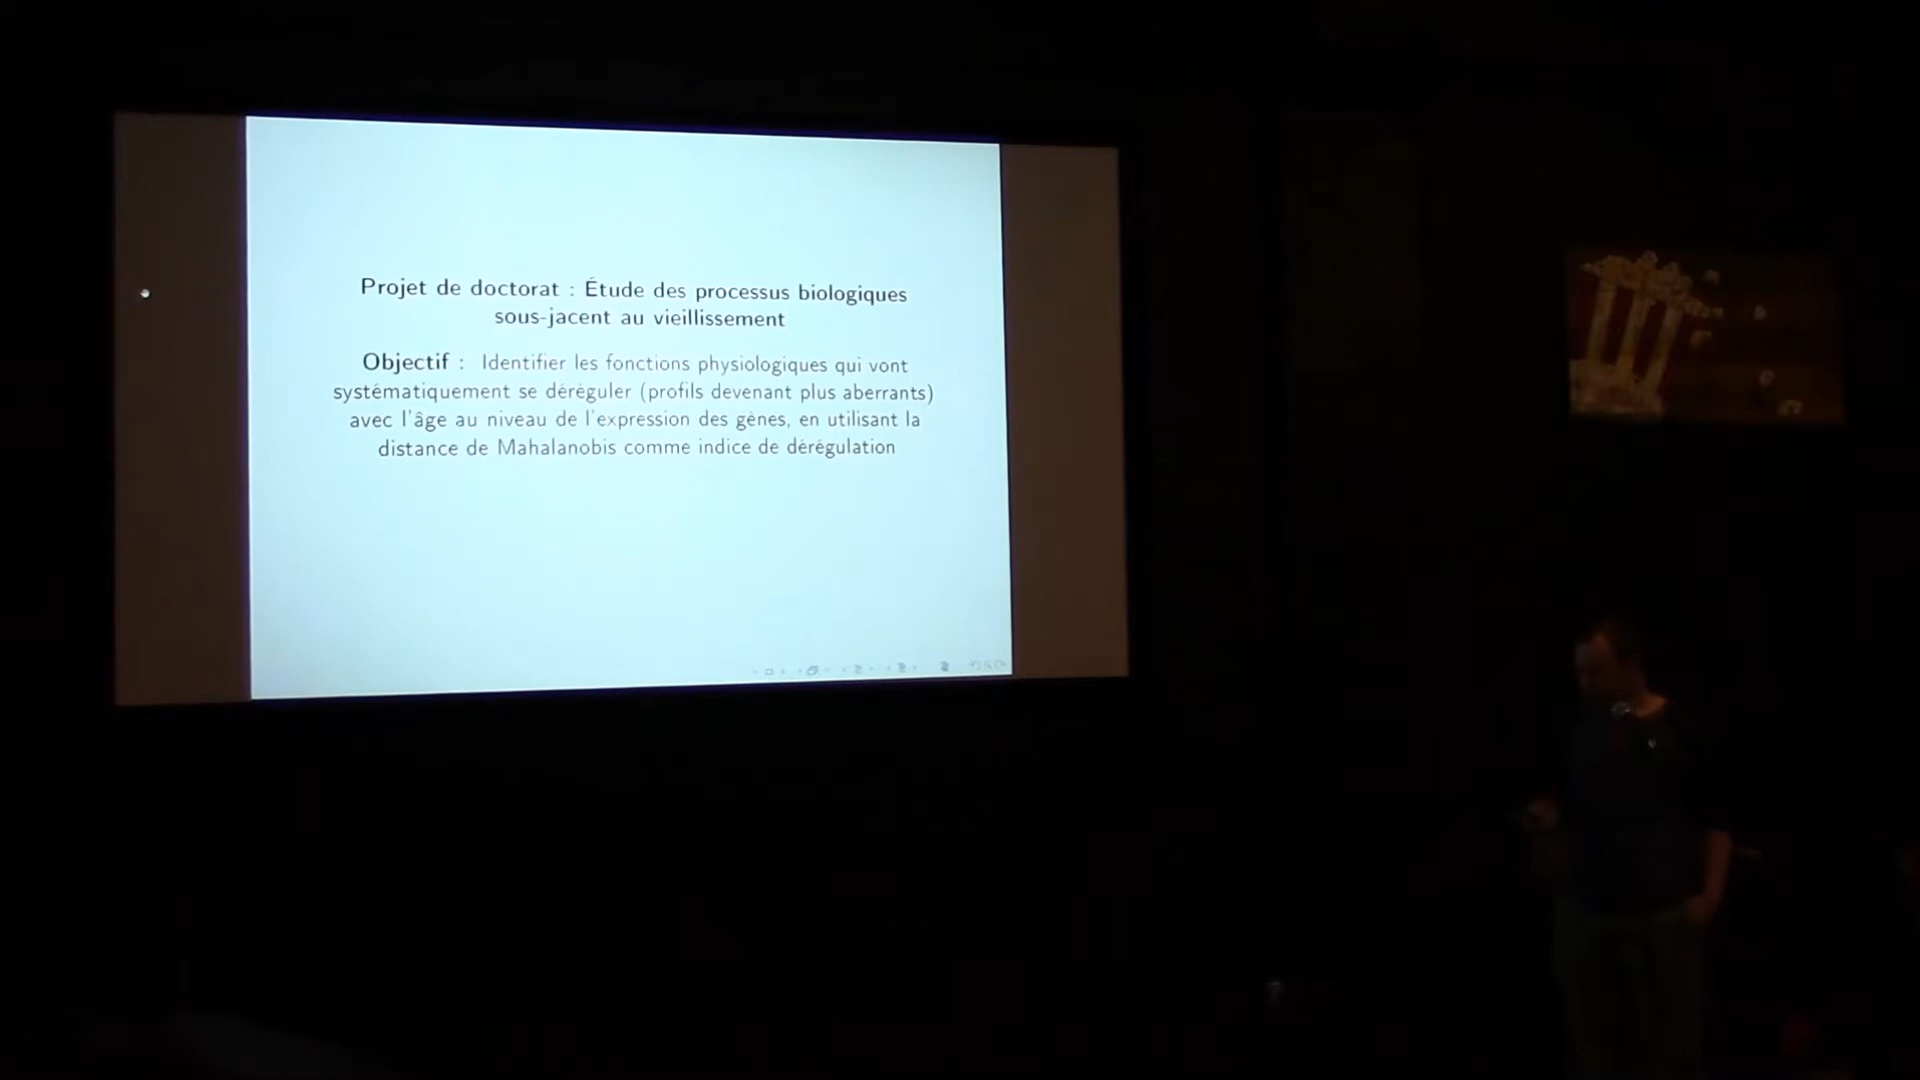 Projet de doctorat : Étude des processus biologiques
sous-jacent au vieillissement
Objectif : Identifier les fonctions physiologiques qui vont
systématiquement se déréguler (profils devenant plus aberrants)
avec l'âge au niveau de l'expression des gènes, en utilisant la
distance de Mahalanobis comme indice de dérégulation